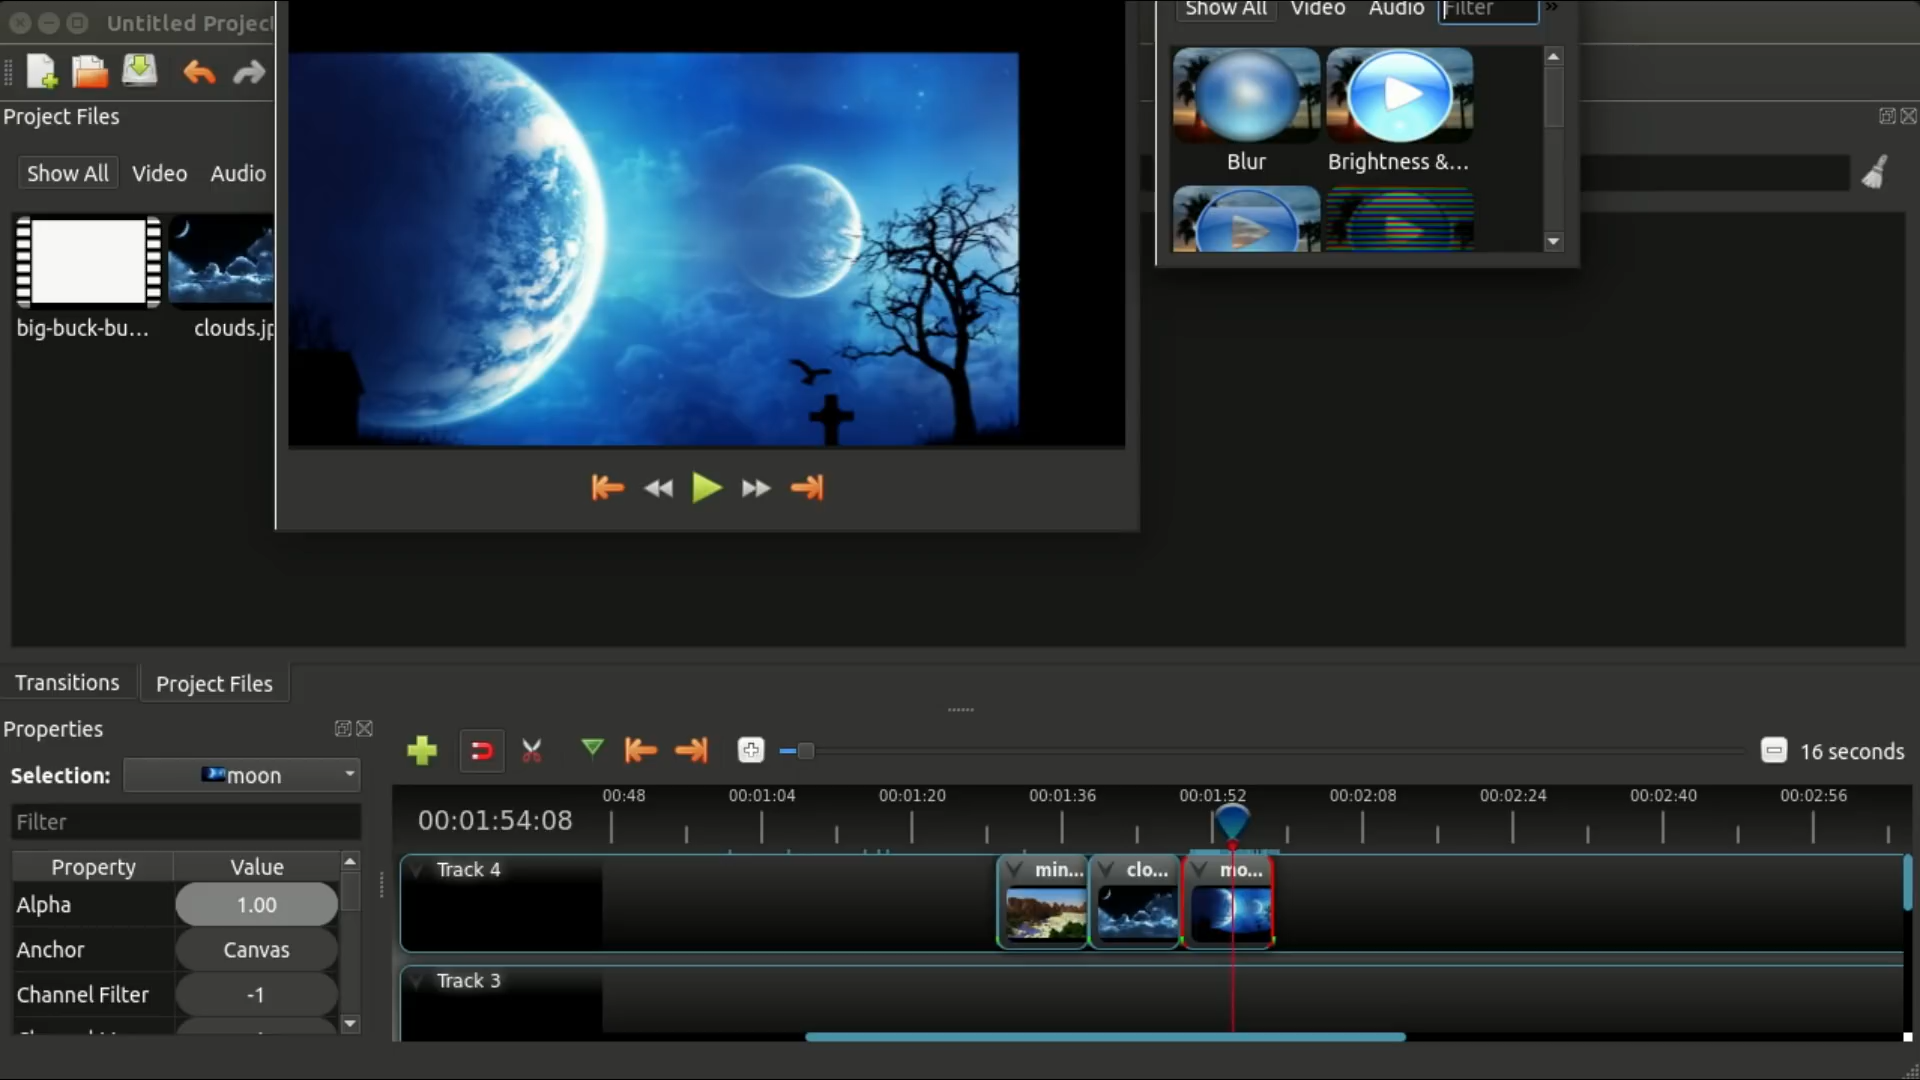 Untitled Project
Show All Video Audio Filter »
Project Files
Show All Video Audio
Blur Brightness &...
big-buck-bu... clouds.jp
Transitions Project Files
Properties
Selection: moon
16 seconds
Filter
00:01:54:08
00:48 00:01:04 00:01:20 00:01:36 00:01:52 00:02:08 00:02:24 00:02:40 00:02:56
Property Value
Track 4
min... clo... mo...
Alpha 1.00
Anchor Canvas
Channel Filter -1
Track 3